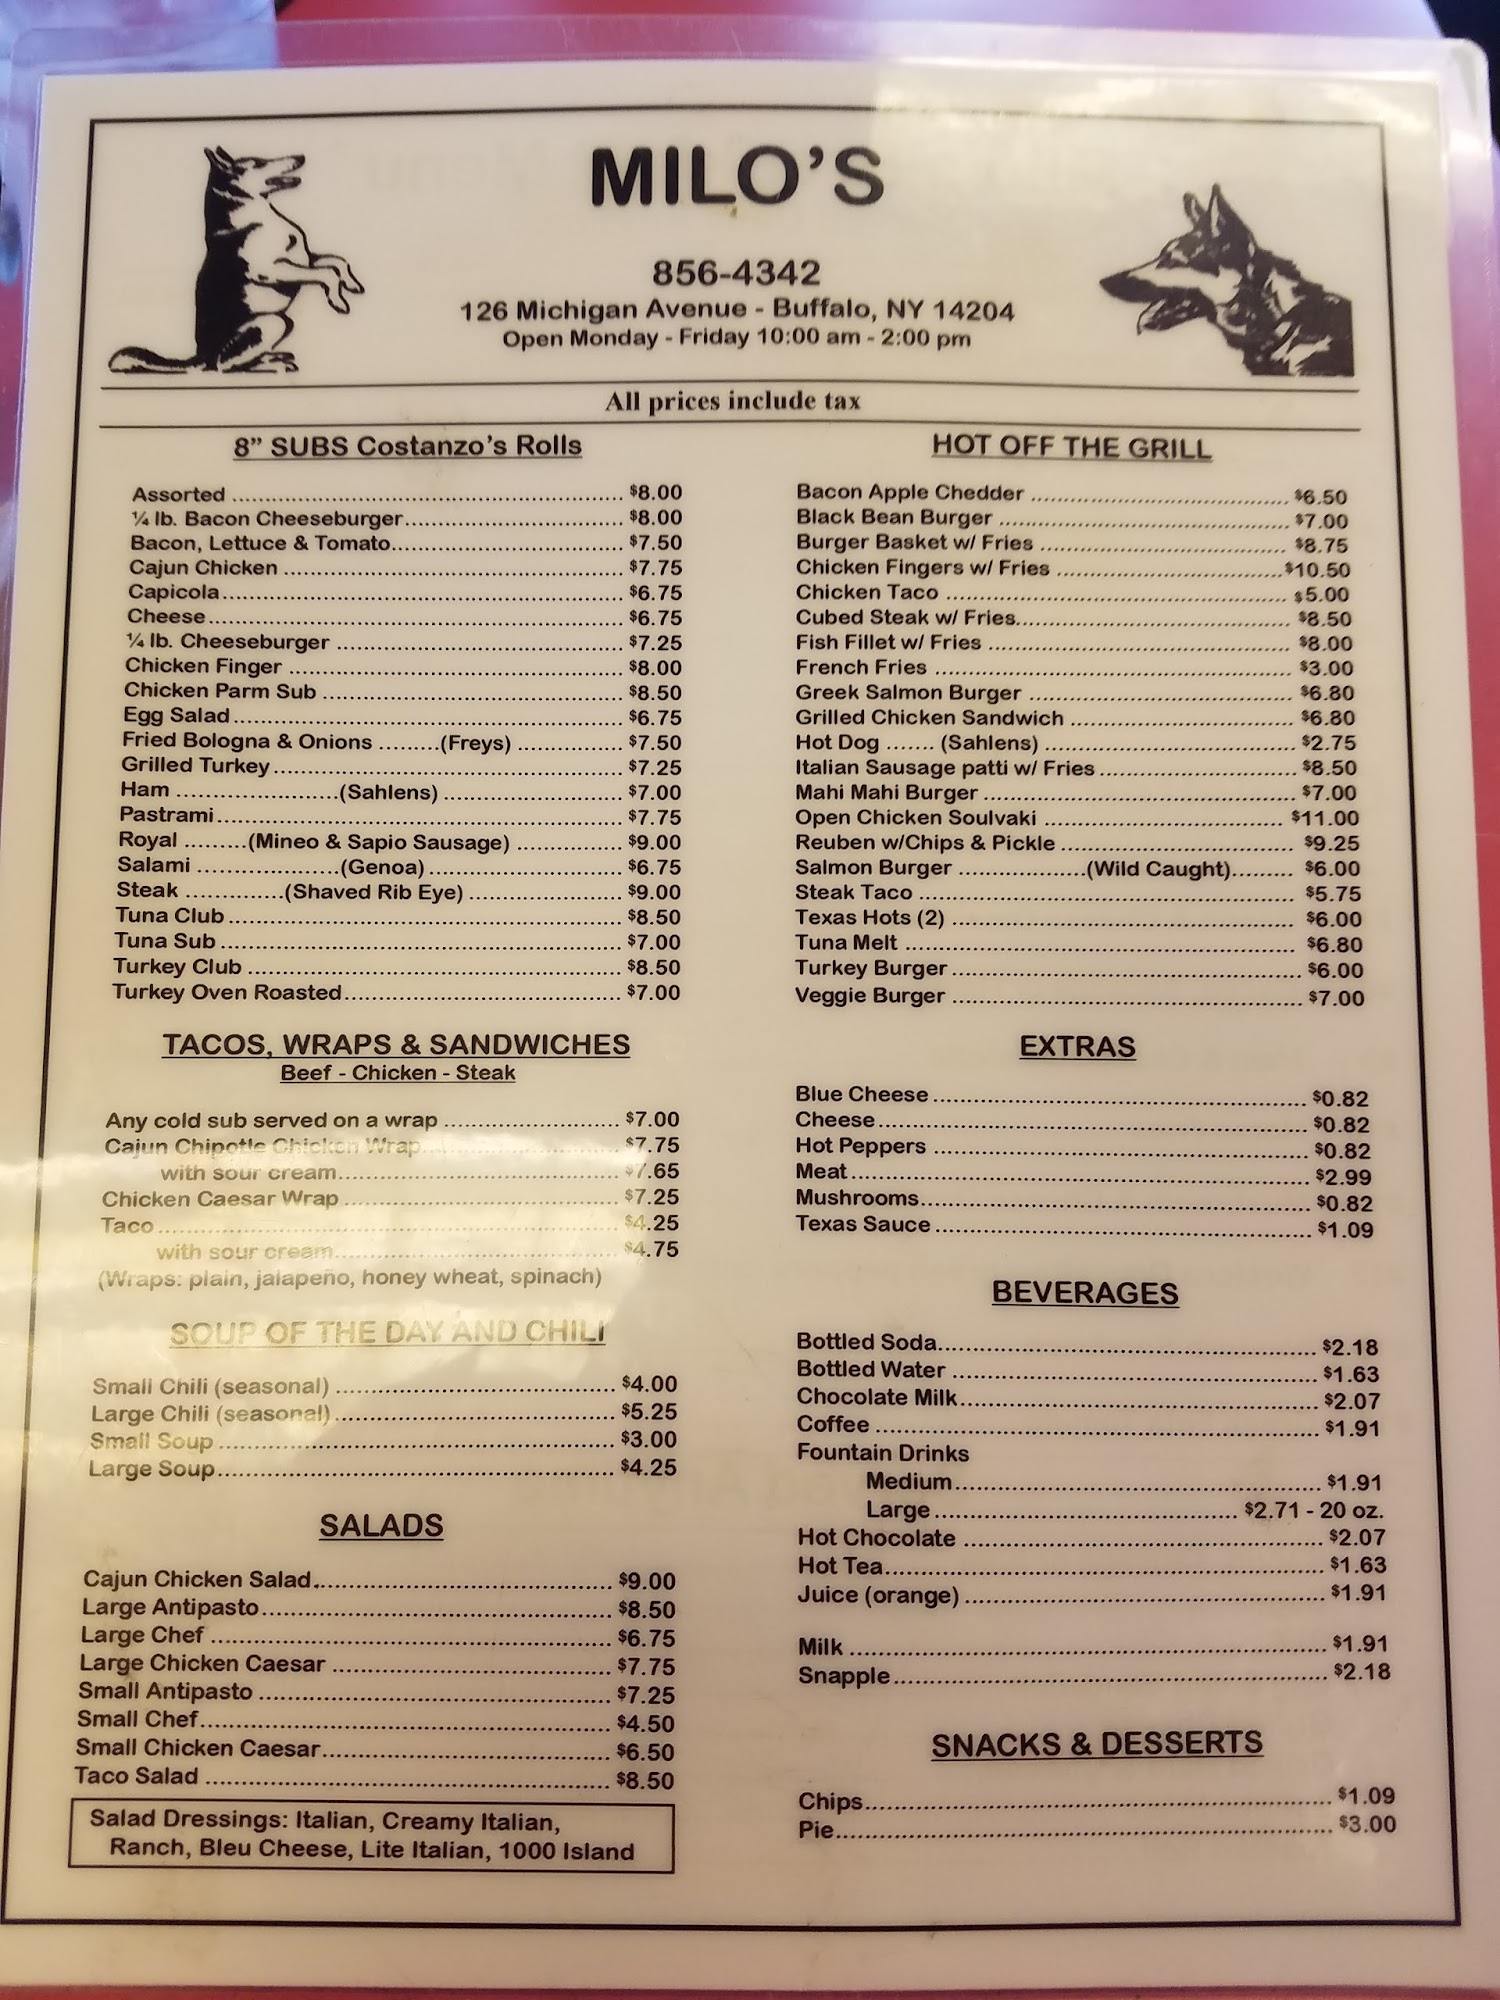 MILO'S
856-4342
126 Michigan Avenue - Buffalo, NY 14204
Open Monday - Friday 10:00 am - 2:00 pm
All prices include tax
8" SUBS Costanzo's Rolls
Assorted ........ $8.00
¼ lb. Bacon Cheeseburger........ $8.00
Bacon, Lettuce & Tomato........ $7.50
Cajun Chicken ........ $7.75
Capicola........ $6.75
Cheese........ $6.75
¼ lb. Cheeseburger ........ $7.25
Chicken Finger ........ $8.00
Chicken Parm Sub ........ $8.50
Egg Salad........ $6.75
Fried Bologna & Onions .........(Freys) ........ $7.50
Grilled Turkey........ $7.25
Ham ........(Sahlens) ........ $7.00
Pastrami........ $7.75
Royal .........(Mineo & Sapio Sausage) ........ $9.00
Salami ........(Genoa)........ $6.75
Steak ........(Shaved Rib Eye) ........ $9.00
Tuna Club........ $8.50
Tuna Sub ........ $7.00
Turkey Club ........ $8.50
Turkey Oven Roasted........ $7.00
TACOS, WRAPS & SANDWICHES
Beef - Chicken - Steak
Any cold sub served on a wrap ........ $7.00
Cajun Chipotle Chicken Wrap........ $7.75
with sour cream........ $7.65
Chicken Caesar Wrap........ $7.25
Taco........ $4.25
with sour cream........ $4.75
(Wraps: plain, jalapeño, honey wheat, spinach)
SOUP OF THE DAY AND CHILI
Small Chili (seasonal) ........ $4.00
Large Chili (seasonal)........ $5.25
Small Soup ........ $3.00
Large Soup........ $4.25
SALADS
Cajun Chicken Salad........ $9.00
Large Antipasto........ $8.50
Large Chef ........ $6.75
Large Chicken Caesar ........ $7.75
Small Antipasto ........ $7.25
Small Chef........ $4.50
Small Chicken Caesar........ $6.50
Taco Salad ........ $8.50
Salad Dressings: Italian, Creamy Italian,
Ranch, Bleu Cheese, Lite Italian, 1000 Island
HOT OFF THE GRILL
Bacon Apple Chedder ........ $6.50
Black Bean Burger ........ $7.00
Burger Basket w/ Fries ........ $8.75
Chicken Fingers w/ Fries ........ $10.50
Chicken Taco ........ $5.00
Cubed Steak w/ Fries........ $8.50
Fish Fillet w/ Fries ........ $8.00
French Fries ........ $3.00
Greek Salmon Burger ........ $6.80
Grilled Chicken Sandwich ........ $6.80
Hot Dog ....... (Sahlens) ........ $2.75
Italian Sausage patti w/ Fries ........ $8.50
Mahi Mahi Burger ........ $7.00
Open Chicken Soulvaki ........ $11.00
Reuben w/Chips & Pickle ........ $9.25
Salmon Burger ........(Wild Caught)........ $6.00
Steak Taco ........ $5.75
Texas Hots (2) ........ $6.00
Tuna Melt ........ $6.80
Turkey Burger ........ $6.00
Veggie Burger ........ $7.00
EXTRAS
Blue Cheese ........ $0.82
Cheese........ $0.82
Hot Peppers ........ $0.82
Meat........ $2.99
Mushrooms........ $0.82
Texas Sauce ........ $1.09
BEVERAGES
Bottled Soda........ $2.18
Bottled Water ........ $1.63
Chocolate Milk........ $2.07
Coffee ........ $1.91
Fountain Drinks
Medium........ $1.91
Large........ $2.71 - 20 oz.
Hot Chocolate ........ $2.07
Hot Tea........ $1.63
Juice (orange) ........ $1.91
Milk ........ $1.91
Snapple........ $2.18
SNACKS & DESSERTS
Chips........ $1.09
Pie........ $3.00